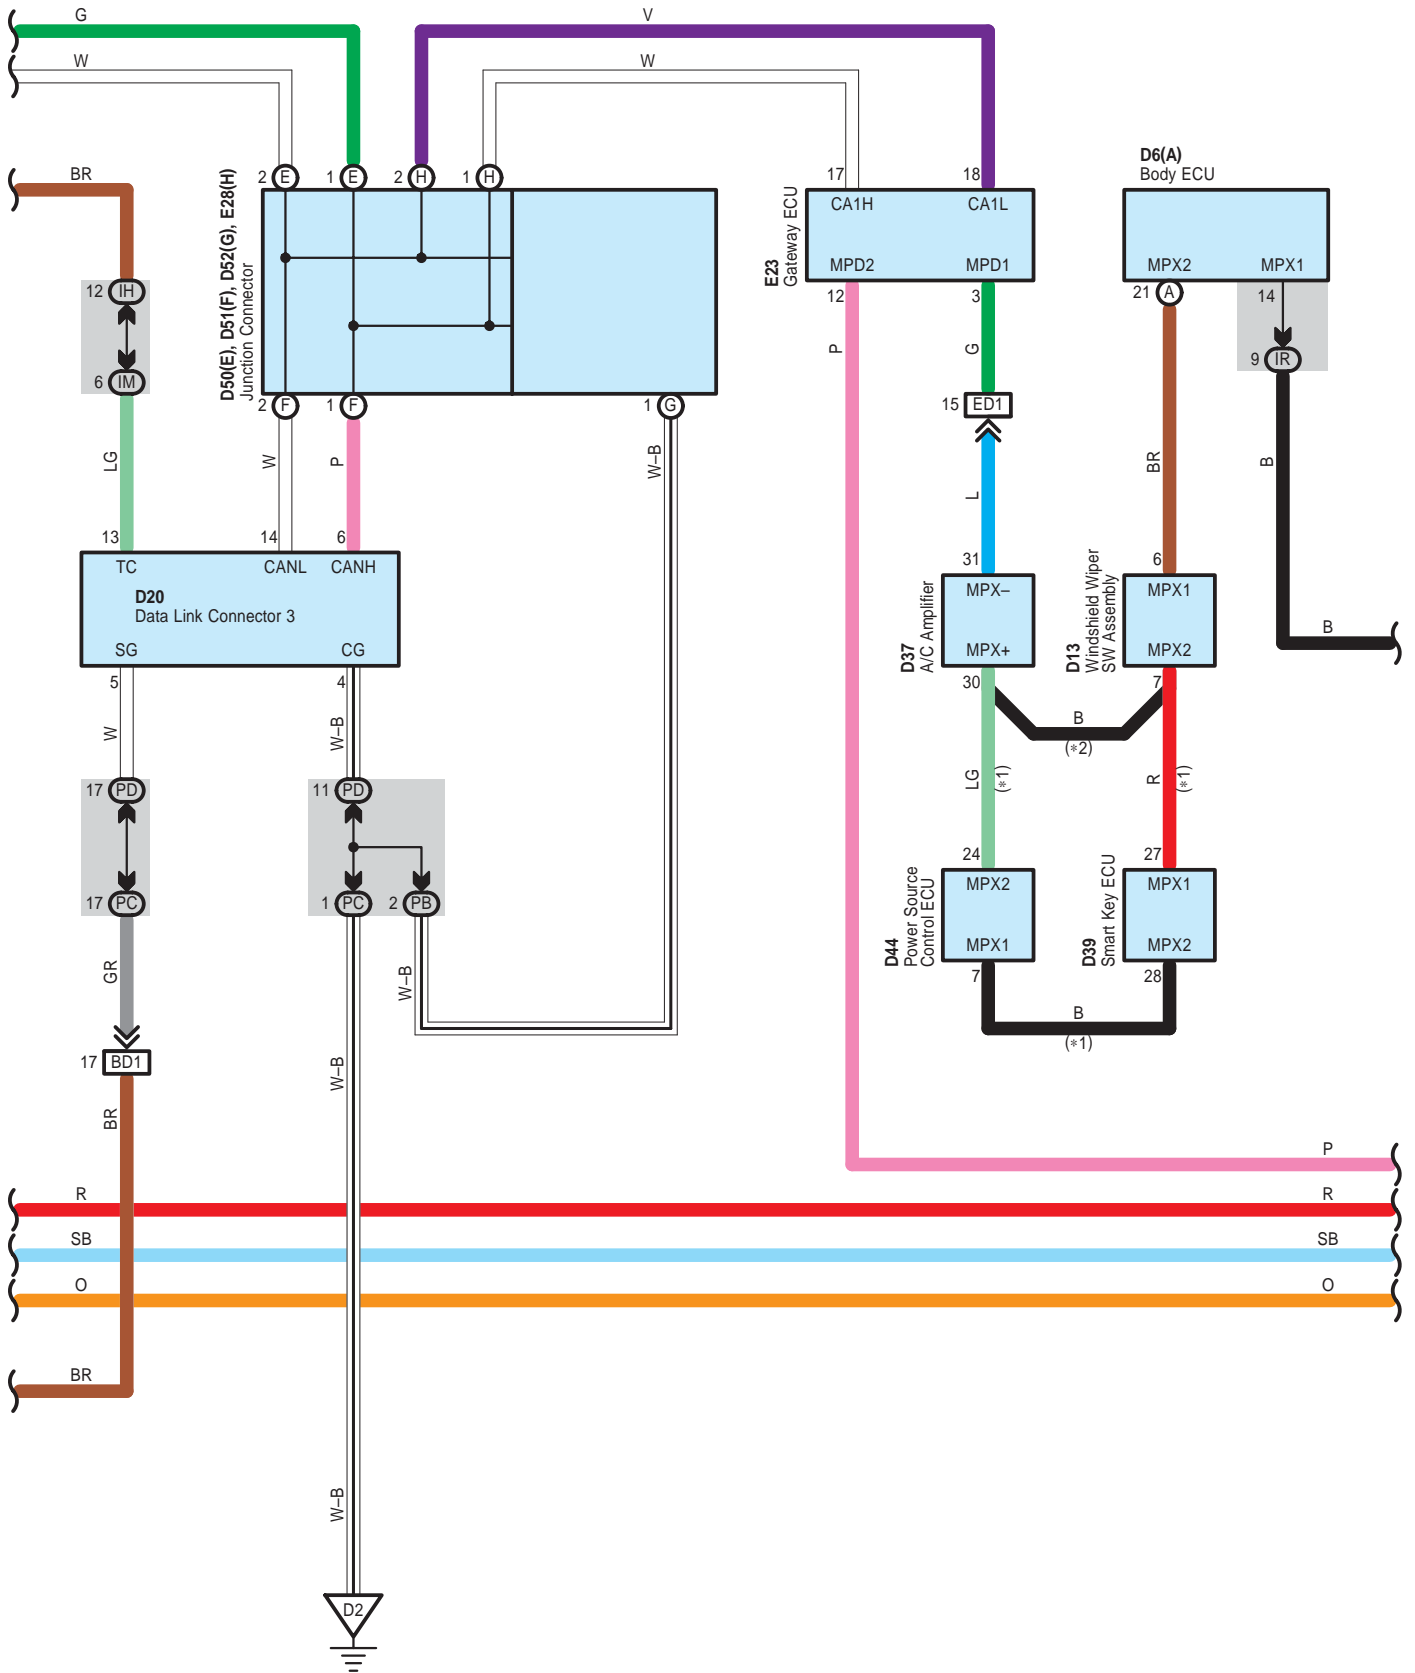 G
V
W
W
BR
2 E
1 E
2 H
1 H
D50(E), D51(F), D52(G), E28(H)
Junction Connector
2 F
1 F
1 G
17
18
CA1H
CA1L
MPD2
MPD1
E23
Gateway ECU
12
3
D6(A)
Body ECU
MPX2
MPX1
21 A
14
9 IR
12 IH
6 IM
LG
W
P
W–B
P
G
15 ED1
L
BR
B
B
13
14
6
TC
CANL
CANH
D20
Data Link Connector 3
SG
CG
5
4
31
MPX–
MPX+
D37
A/C Amplifier
30
6
MPX1
MPX2
D13
Windshield Wiper
SW Assembly
7
B
(*2)
W
W–B
LG
(*1)
R
(*1)
17 PD
17 PC
11 PD
1 PC
2 PB
24
MPX2
MPX1
D44
Power Source
Control ECU
7
27
MPX1
MPX2
D39
Smart Key ECU
28
B
(*1)
GR
W–B
17 BD1
W–B
BR
P
R
R
SB
SB
O
O
BR
W–B
D2